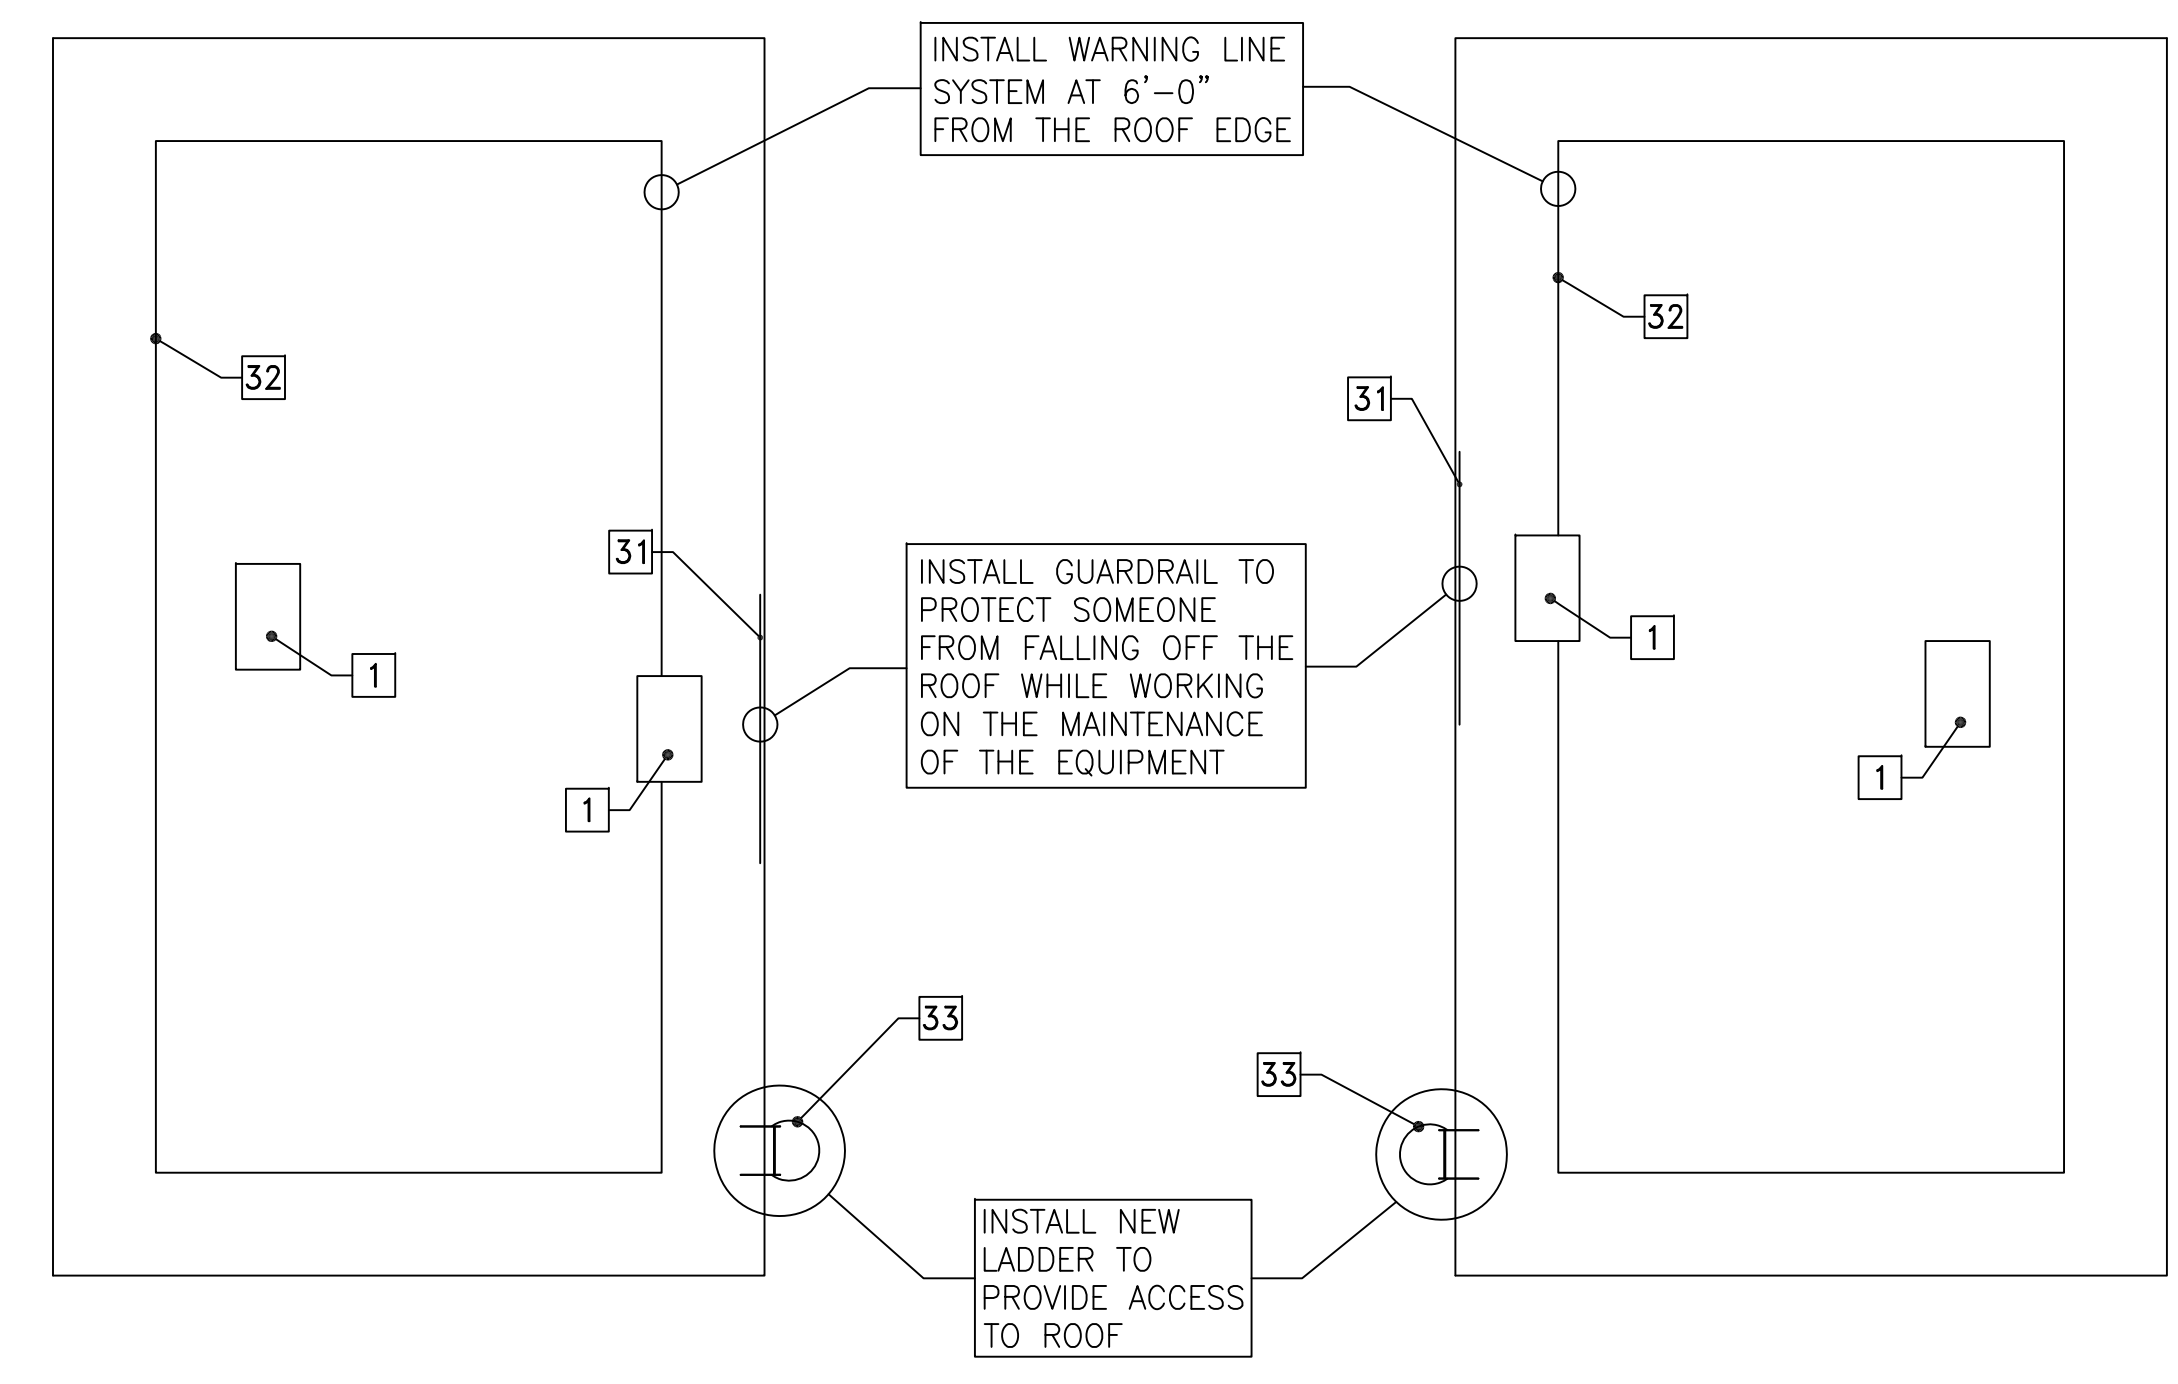 INSTALL WARNING LINE
SYSTEM AT 6'-0"
FROM THE ROOF EDGE
32
32
31
31
INSTALL GUARDRAIL TO
PROTECT SOMEONE
FROM FALLING OFF THE
ROOF WHILE WORKING
ON THE MAINTENANCE
OF THE EQUIPMENT
1
1
1
1
33
33
INSTALL NEW
LADDER TO
PROVIDE ACCESS
TO ROOF